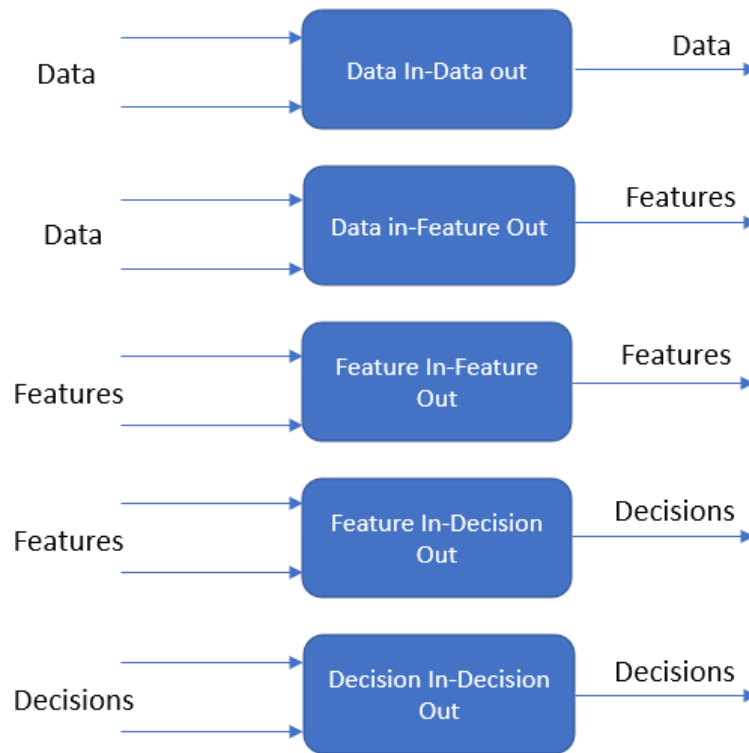 Data
Data In-Data out
Data
Data
Data in-Feature Out
Features
Features
Feature In-Feature
Out
Features
Features
Feature In-Decision
Out
Decisions
Decisions
Decision In-Decision
Out
Decisions